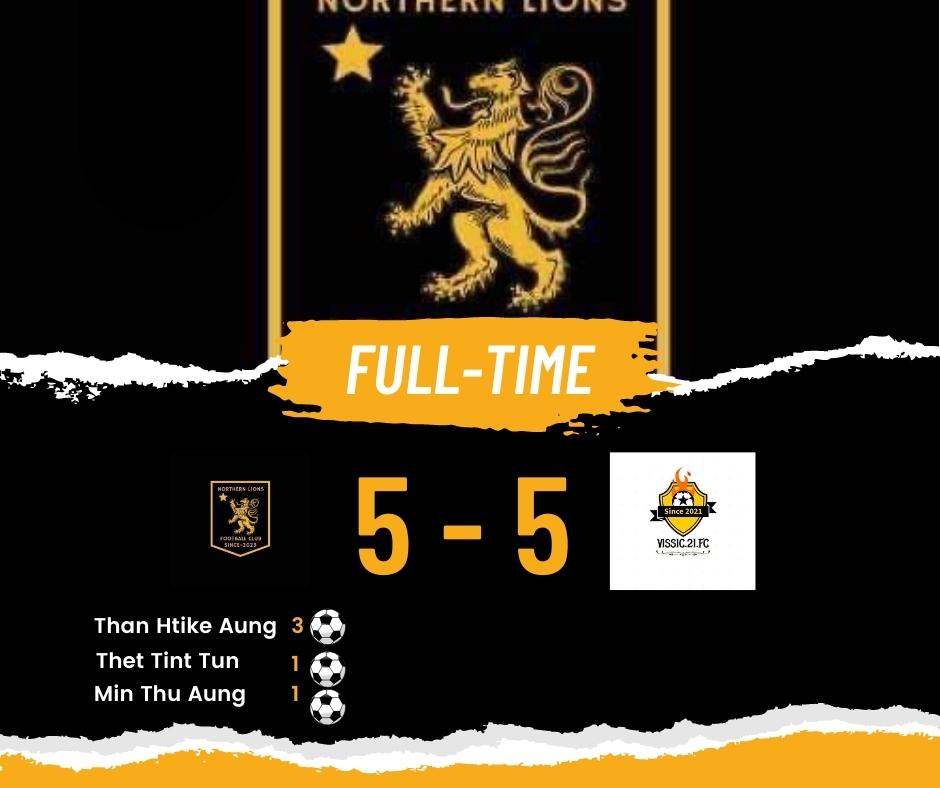 NORTHERN LIONS
FULL-TIME
NORTHERN LIONS
FOOTBALL CLUB
SINCE-2023
5 - 5
Since 2021
VISSIC.21.FC
Than Htike Aung 3
Thet Tint Tun 1
Min Thu Aung 1